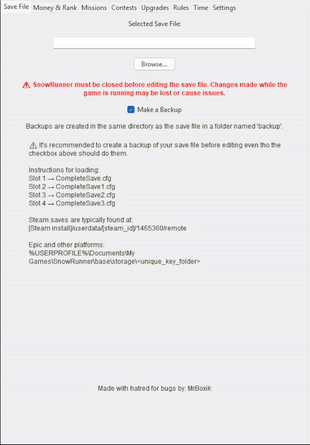 Save File Money & Rank Missions Contests Upgrades Rules Time Settings
Selected Save File:
Browse...
⚠ SnowRunner must be closed before editing the save file. Changes made while the
game is running may be lost or cause issues.
Make a Backup
Backups are created in the same directory as the save file in a folder named 'backup'.
⚠ It's recommended to create a backup of your save file before editing even tho the
checkbox above should do them.
Instructions for loading:
Slot 1 → CompleteSave.cfg
Slot 2 → CompleteSave1.cfg
Slot 3 → CompleteSave2.cfg
Slot 4 → CompleteSave3.cfg
Steam saves are typically found at:
[Steam install]/userdata/[steam_id]/1465360/remote
Epic and other platforms:
%USERPROFILE%\Documents\My
Games\SnowRunner\base\storage\<unique_key_folder>
Made with hatred for bugs by: MrBoxik